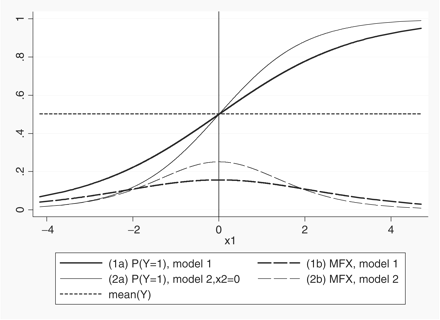 1
.8
.6
.4
.2
0
−4 −2 0 2 4
x1
(1a) P(Y=1), model 1 (1b) MFX, model 1
(2a) P(Y=1), model 2,x2=0 (2b) MFX, model 2
mean(Y)